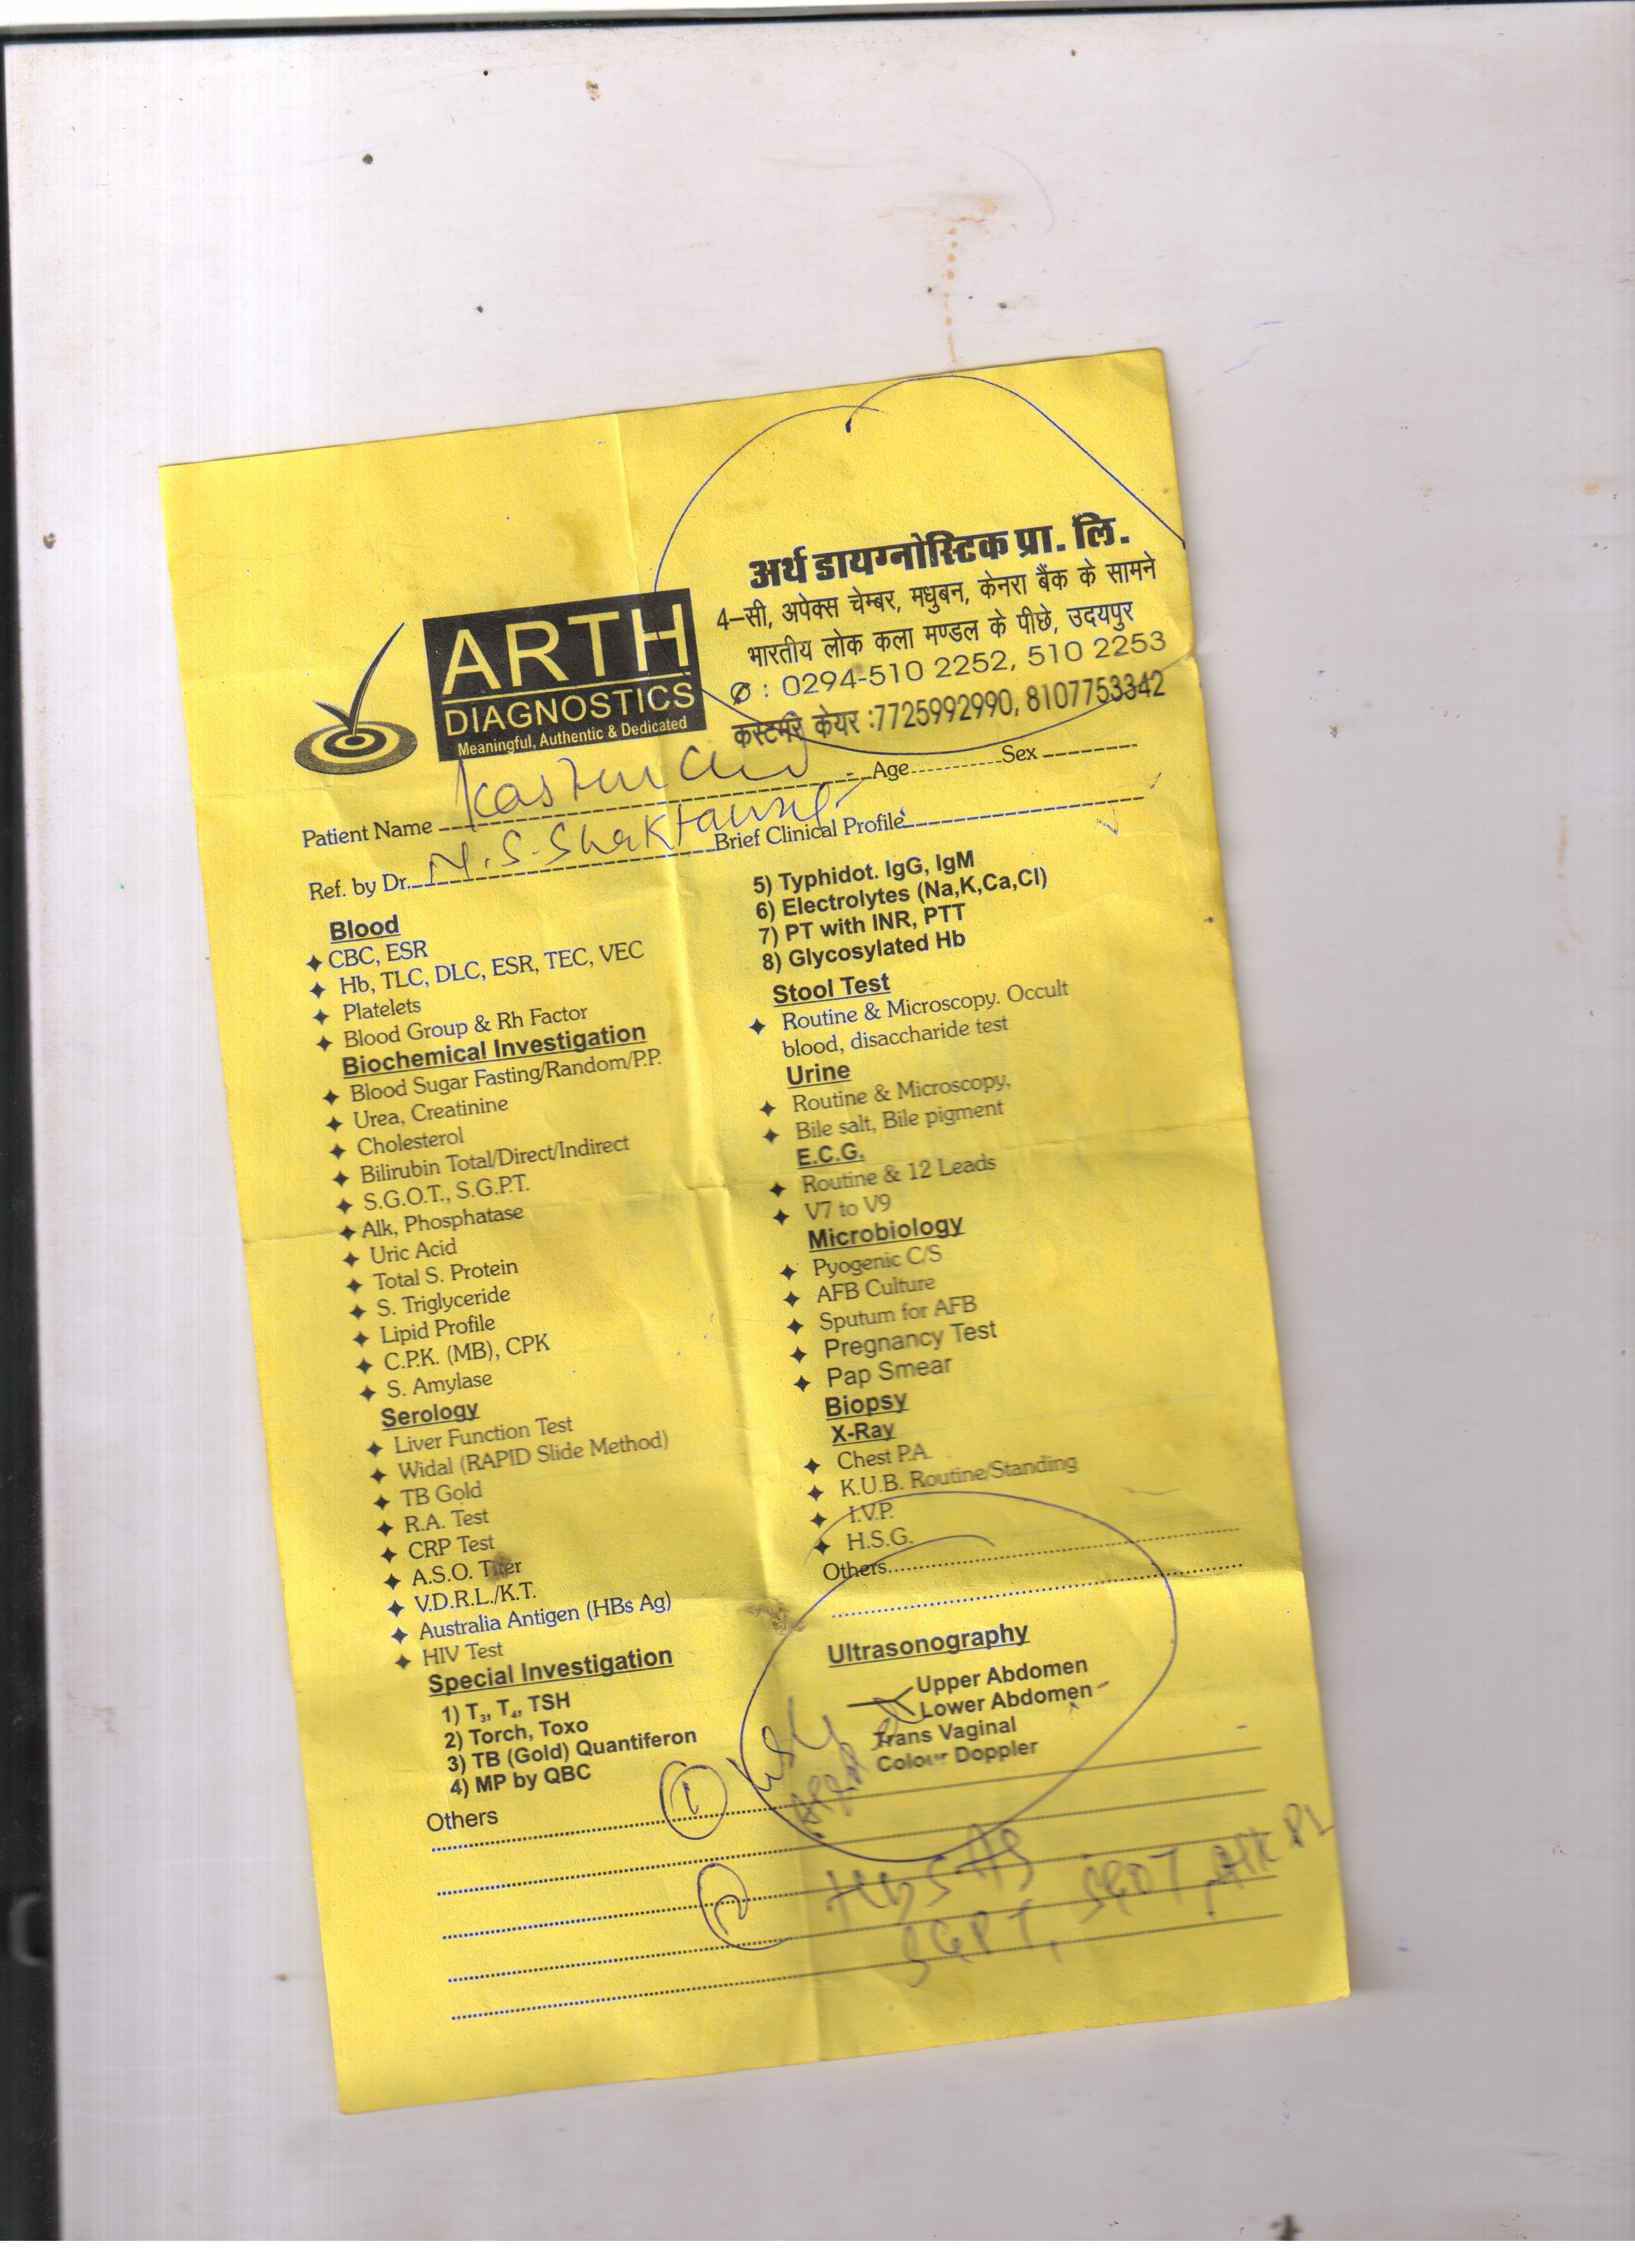 अर्थ डायग्नोस्टिक प्रा. लि.
4–सी, अपेक्स चेम्बर, मधुबन, केनरा बैंक के सामने
भारतीय लोक कला मण्डल के पीछे, उदयपुर
: 0294-510 2252, 510 2253
कस्टमर केयर :7725992990, 8107753342
ARTH
DIAGNOSTICS
Meaningful, Authentic & Dedicated
Patient Name Age Sex
Ref. by Dr. N.S. Brief Clinical Profile
Blood
CBC, ESR
Hb, TLC, DLC, ESR, TEC, VEC
Platelets
Blood Group & Rh Factor
Biochemical Investigation
Blood Sugar Fasting/Random/P.P.
Urea, Creatinine
Cholesterol
Bilirubin Total/Direct/Indirect
S.G.O.T., S.G.P.T.
Alk, Phosphatase
Uric Acid
Total S. Protein
S. Triglyceride
Lipid Profile
C.P.K. (MB), CPK
S. Amylase
Serology
Liver Function Test
Widal (RAPID Slide Method)
TB Gold
R.A. Test
CRP Test
A.S.O. Titer
V.D.R.L./K.T.
Australia Antigen (HBs Ag)
HIV Test
Special Investigation
1) T₃, T₄, TSH
2) Torch, Toxo
3) TB (Gold) Quantiferon
4) MP by QBC
Others
5) Typhidot. IgG, IgM
6) Electrolytes (Na,K,Ca,Cl)
7) PT with INR, PTT
8) Glycosylated Hb
Stool Test
Routine & Microscopy. Occult
blood, disaccharide test
Urine
Routine & Microscopy,
Bile salt, Bile pigment
E.C.G.
Routine & 12 Leads
V7 to V9
Microbiology
Pyogenic C/S
AFB Culture
Sputum for AFB
Pregnancy Test
Pap Smear
Biopsy
X-Ray
Chest P.A.
K.U.B. Routine/Standing
I.V.P.
H.S.G.
Others
Ultrasonography
Upper Abdomen
Lower Abdomen
Trans Vaginal
Colour Doppler
1
2 HbSAg
SGPT, SGOT, Alk